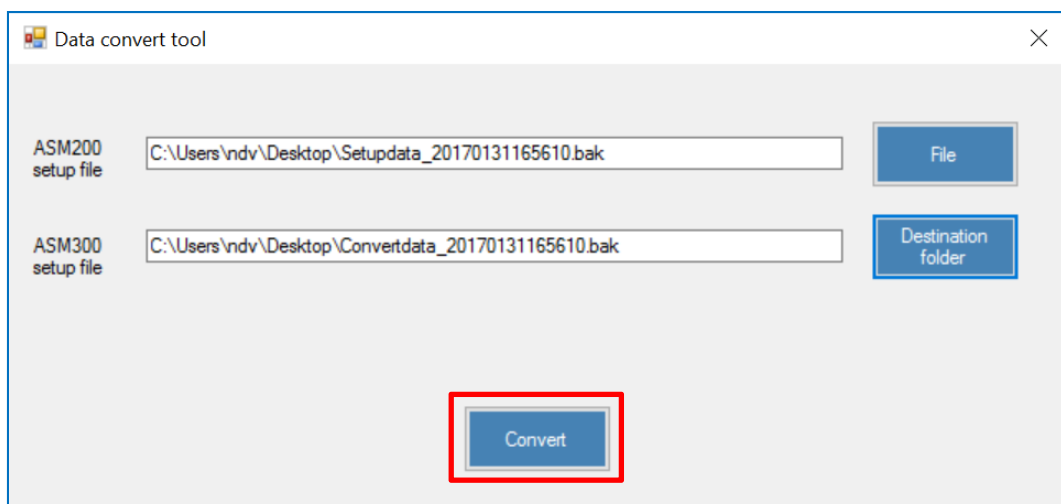 Data convert tool
ASM200
setup file
C:\Users\ndv\Desktop\Setupdata_20170131165610.bak
File
ASM300
setup file
C:\Users\ndv\Desktop\Convertdata_20170131165610.bak
Destination
folder
Convert